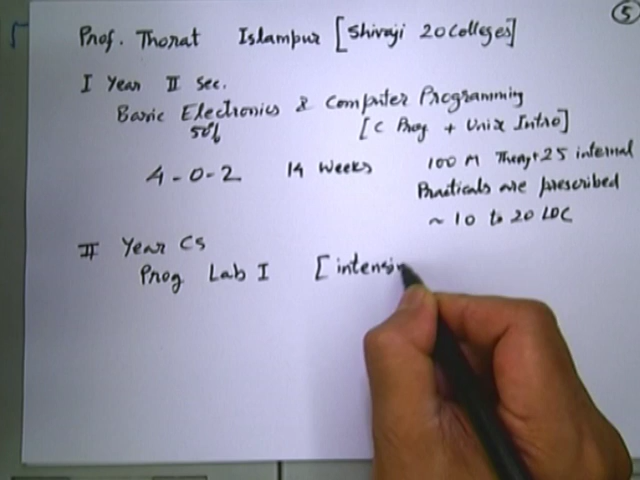 5
Prof. Thorat Islampur [Shivaji 20 Colleges]
I Year II Sec.
Basic Electronics & Computer Programming
50% [C Prog + Unix Intro]
4-0-2 14 Weeks 100 M Theory + 25 internal
Practicals are prescribed
~ 10 to 20 LOC
II Year CS
Prog Lab I [intensiv